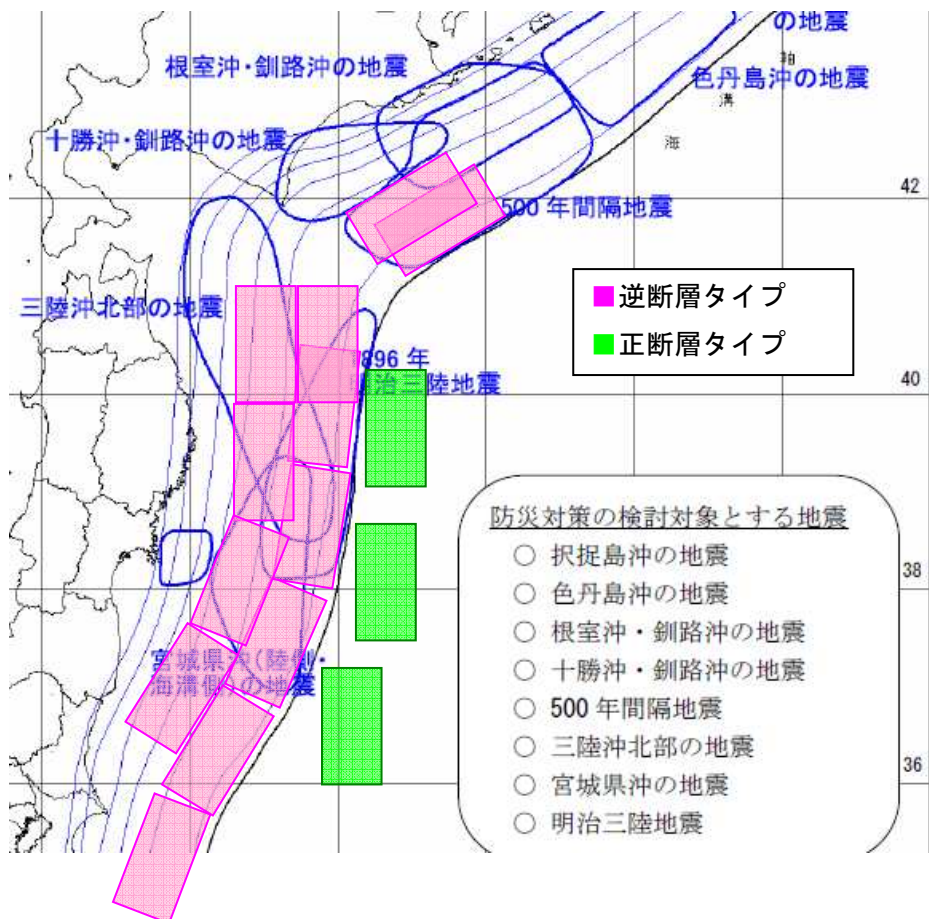 の地震
根室沖・釧路沖の地震
色丹島沖の地震
軸
溝
海
十勝沖・釧路沖の地震
42
500 年間隔地震
三陸沖北部の地震
逆断層タイプ
正断層タイプ
1896 年
明治三陸地震
40
38
宮城県沖(陸側・
海溝側)の地震
36
防災対策の検討対象とする地震
○ 択捉島沖の地震
○ 色丹島沖の地震
○ 根室沖・釧路沖の地震
○ 十勝沖・釧路沖の地震
○ 500 年間隔地震
○ 三陸沖北部の地震
○ 宮城県沖の地震
○ 明治三陸地震